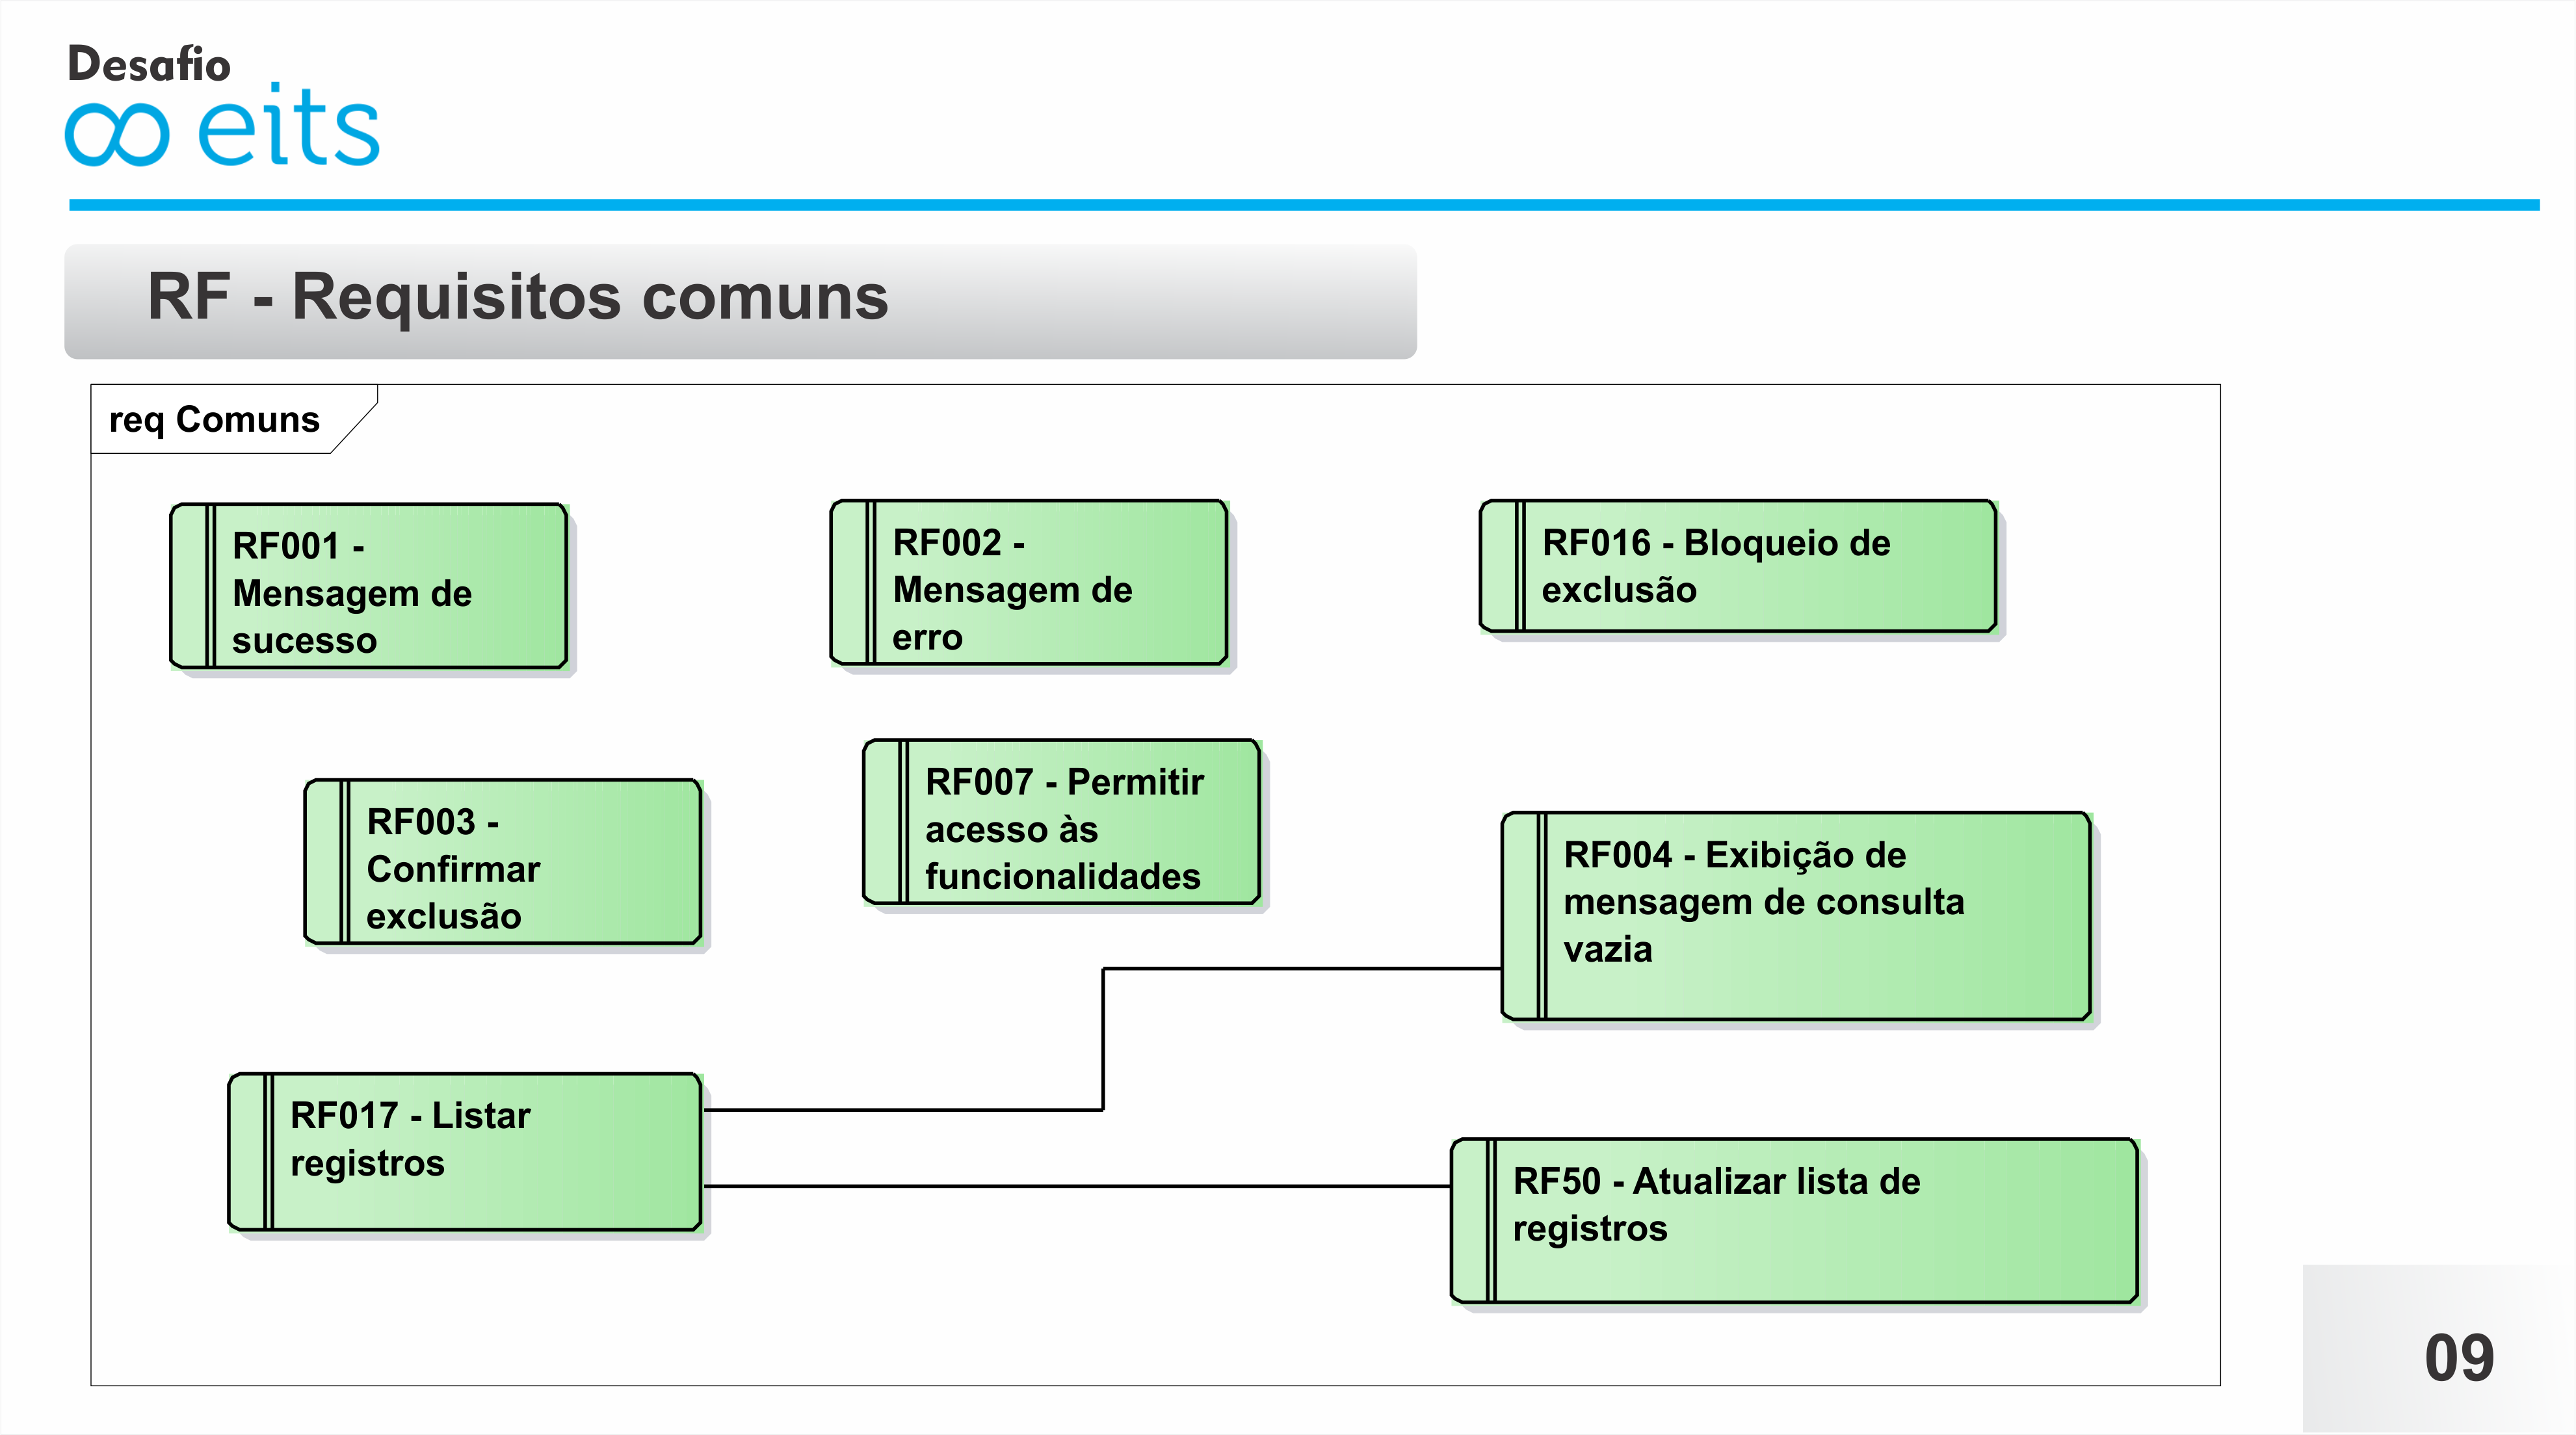 Desafio
eits
RF - Requisitos comuns
req Comuns
RF001 -
Mensagem de
sucesso
RF002 -
Mensagem de
erro
RF016 - Bloqueio de
exclusão
RF003 -
Confirmar
exclusão
RF007 - Permitir
acesso às
funcionalidades
RF004 - Exibição de
mensagem de consulta
vazia
RF017 - Listar
registros
RF50 - Atualizar lista de
registros
09